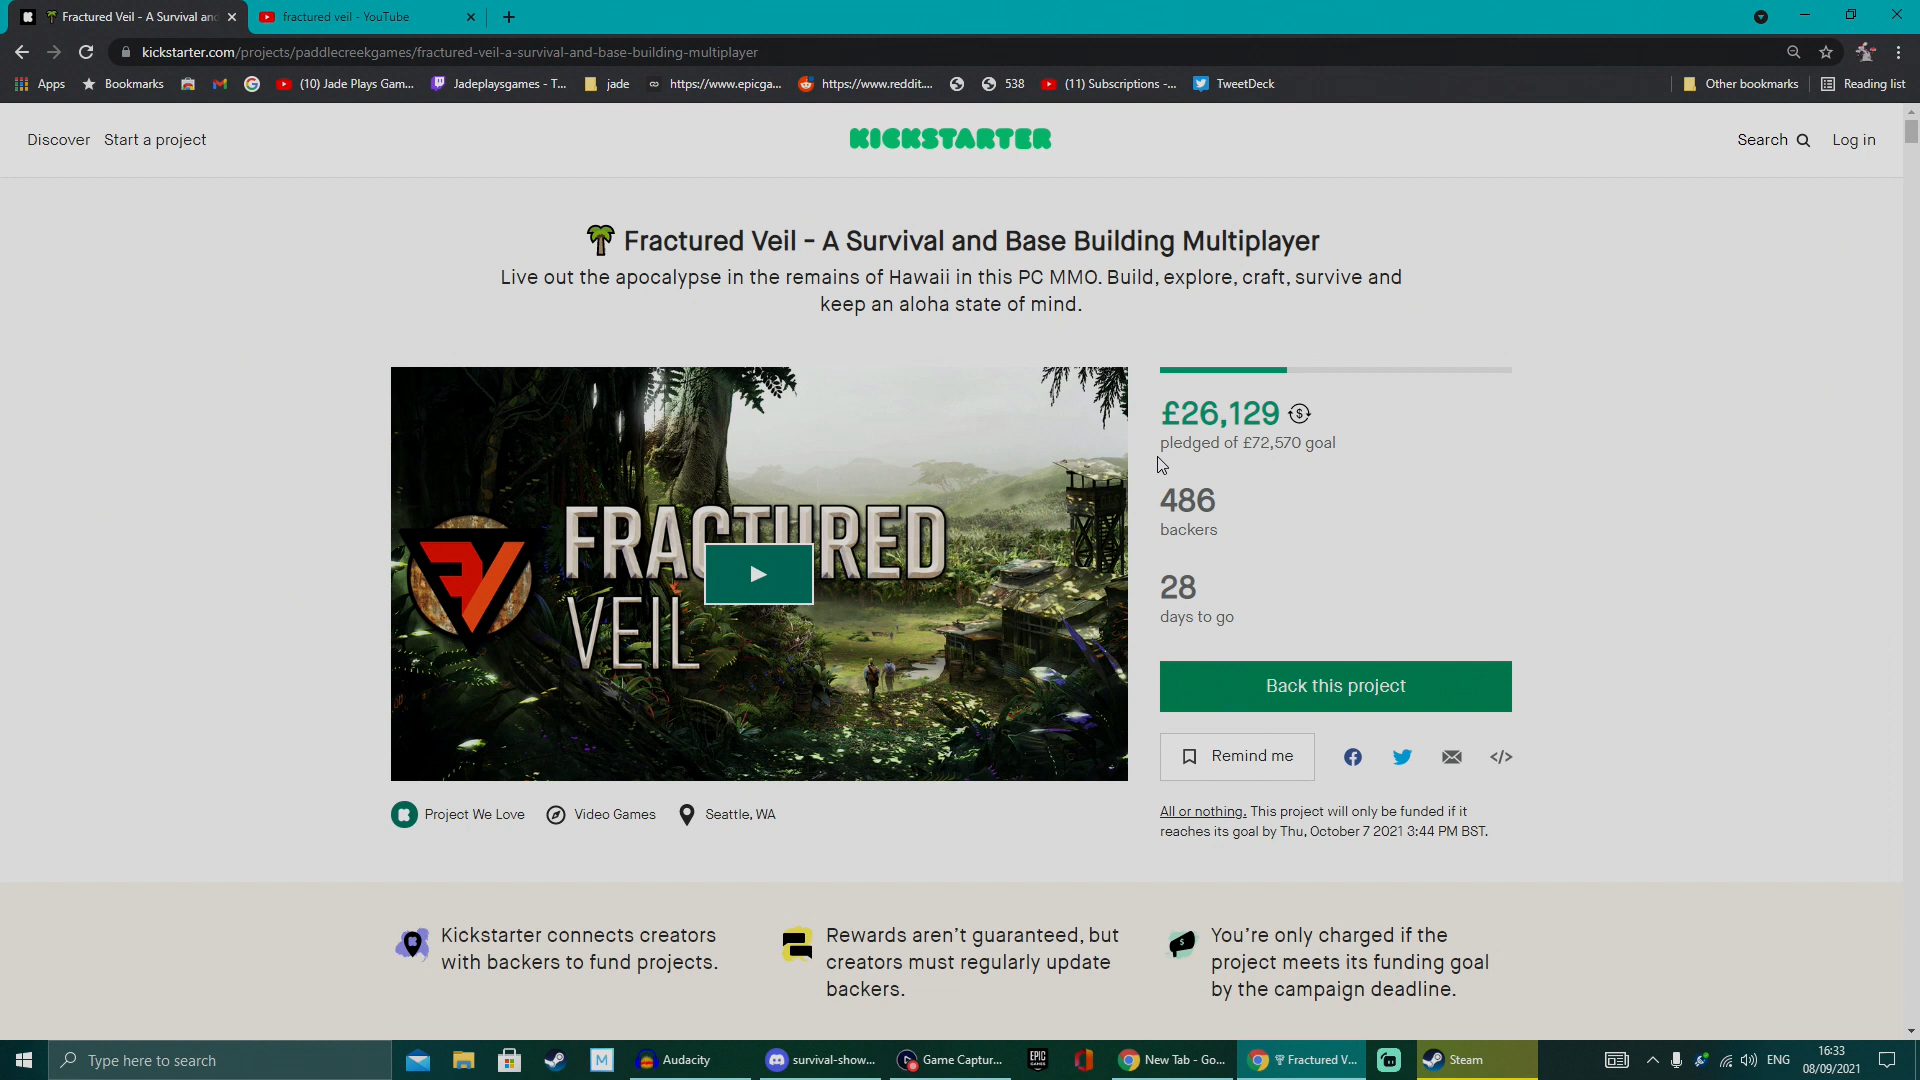 Fractured Veil - A Survival and
fractured veil - YouTube
kickstarter.com/projects/paddlecreekgames/fractured-veil-a-survival-and-base-building-multiplayer
Apps Bookmarks (10) Jade Plays Gam... Jadeplaysgames - T... jade https://www.epicga... https://www.reddit.... 538 (11) Subscriptions -... TweetDeck Other bookmarks Reading list
Discover Start a project KICKSTARTER Search Log in
Fractured Veil - A Survival and Base Building Multiplayer
Live out the apocalypse in the remains of Hawaii in this PC MMO. Build, explore, craft, survive and
keep an aloha state of mind.
FRACTURED
VEIL
£26,129
pledged of £72,570 goal
486
backers
28
days to go
Back this project
Remind me
All or nothing. This project will only be funded if it
reaches its goal by Thu, October 7 2021 3:44 PM BST.
Project We Love Video Games Seattle, WA
Kickstarter connects creators
with backers to fund projects.
Rewards aren't guaranteed, but
creators must regularly update
backers.
You're only charged if the
project meets its funding goal
by the campaign deadline.
Type here to search
Audacity survival-show... Game Captur... EPIC GAMES New Tab - Go... Fractured V... Steam
ENG
16:33
08/09/2021